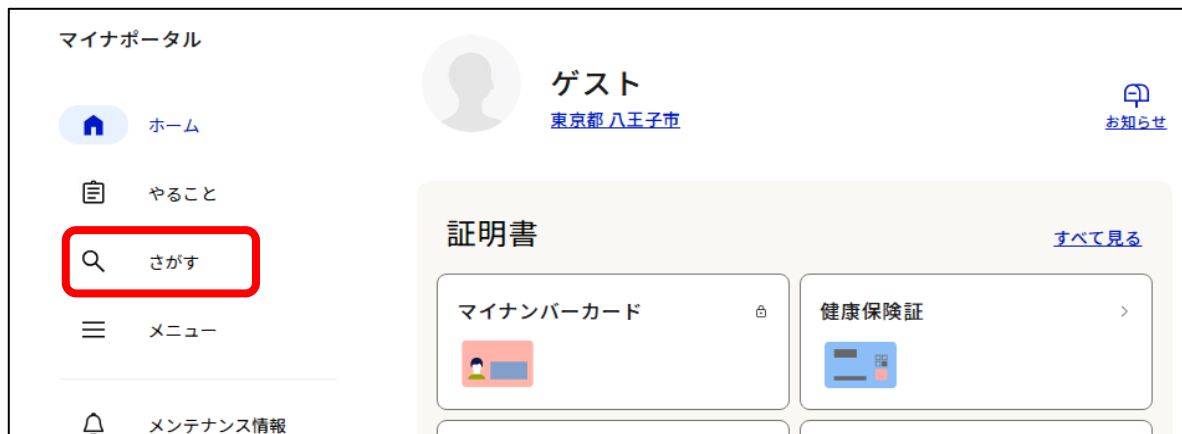 マイナポータル
ホーム
やること
さがす
メニュー
メンテナンス情報
ゲスト
東京都 八王子市
お知らせ
証明書
すべて見る
マイナンバーカード
健康保険証